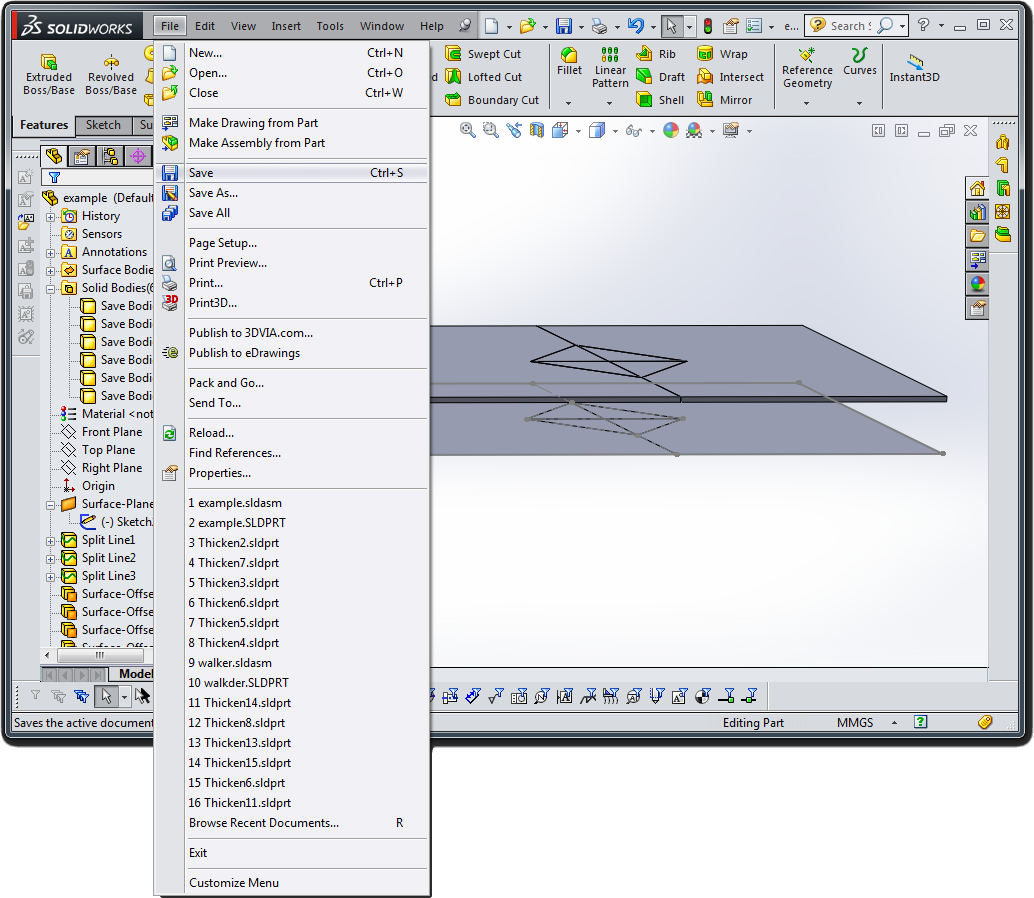 SOLIDWORKS File Edit View Insert Tools Window Help e... Search
Extruded Boss/Base
Revolved Boss/Base
Swept Cut
Lofted Cut
Boundary Cut
Fillet
Linear Pattern
Rib
Draft
Shell
Wrap
Intersect
Mirror
Reference Geometry
Curves
Instant3D
Features Sketch Su
example (Default
History
Sensors
Annotations
Surface Bodie
Solid Bodies(6
Save Bodi
Save Bodi
Save Bodi
Save Bodi
Save Bodi
Save Bodi
Material <not
Front Plane
Top Plane
Right Plane
Origin
Surface-Plane
(-) Sketch
Split Line1
Split Line2
Split Line3
Surface-Offse
Surface-Offse
Surface-Offse
Surface-Offse
Model
New... Ctrl+N
Open... Ctrl+O
Close Ctrl+W
Make Drawing from Part
Make Assembly from Part
Save Ctrl+S
Save As...
Save All
Page Setup...
Print Preview...
Print... Ctrl+P
Print3D...
Publish to 3DVIA.com...
Publish to eDrawings
Pack and Go...
Send To...
Reload...
Find References...
Properties...
1 example.sldasm
2 example.SLDPRT
3 Thicken2.sldprt
4 Thicken7.sldprt
5 Thicken3.sldprt
6 Thicken6.sldprt
7 Thicken5.sldprt
8 Thicken4.sldprt
9 walker.sldasm
10 walkder.SLDPRT
11 Thicken14.sldprt
12 Thicken8.sldprt
13 Thicken13.sldprt
14 Thicken15.sldprt
15 Thicken6.sldprt
16 Thicken11.sldprt
Browse Recent Documents... R
Exit
Customize Menu
Saves the active document Editing Part MMGS